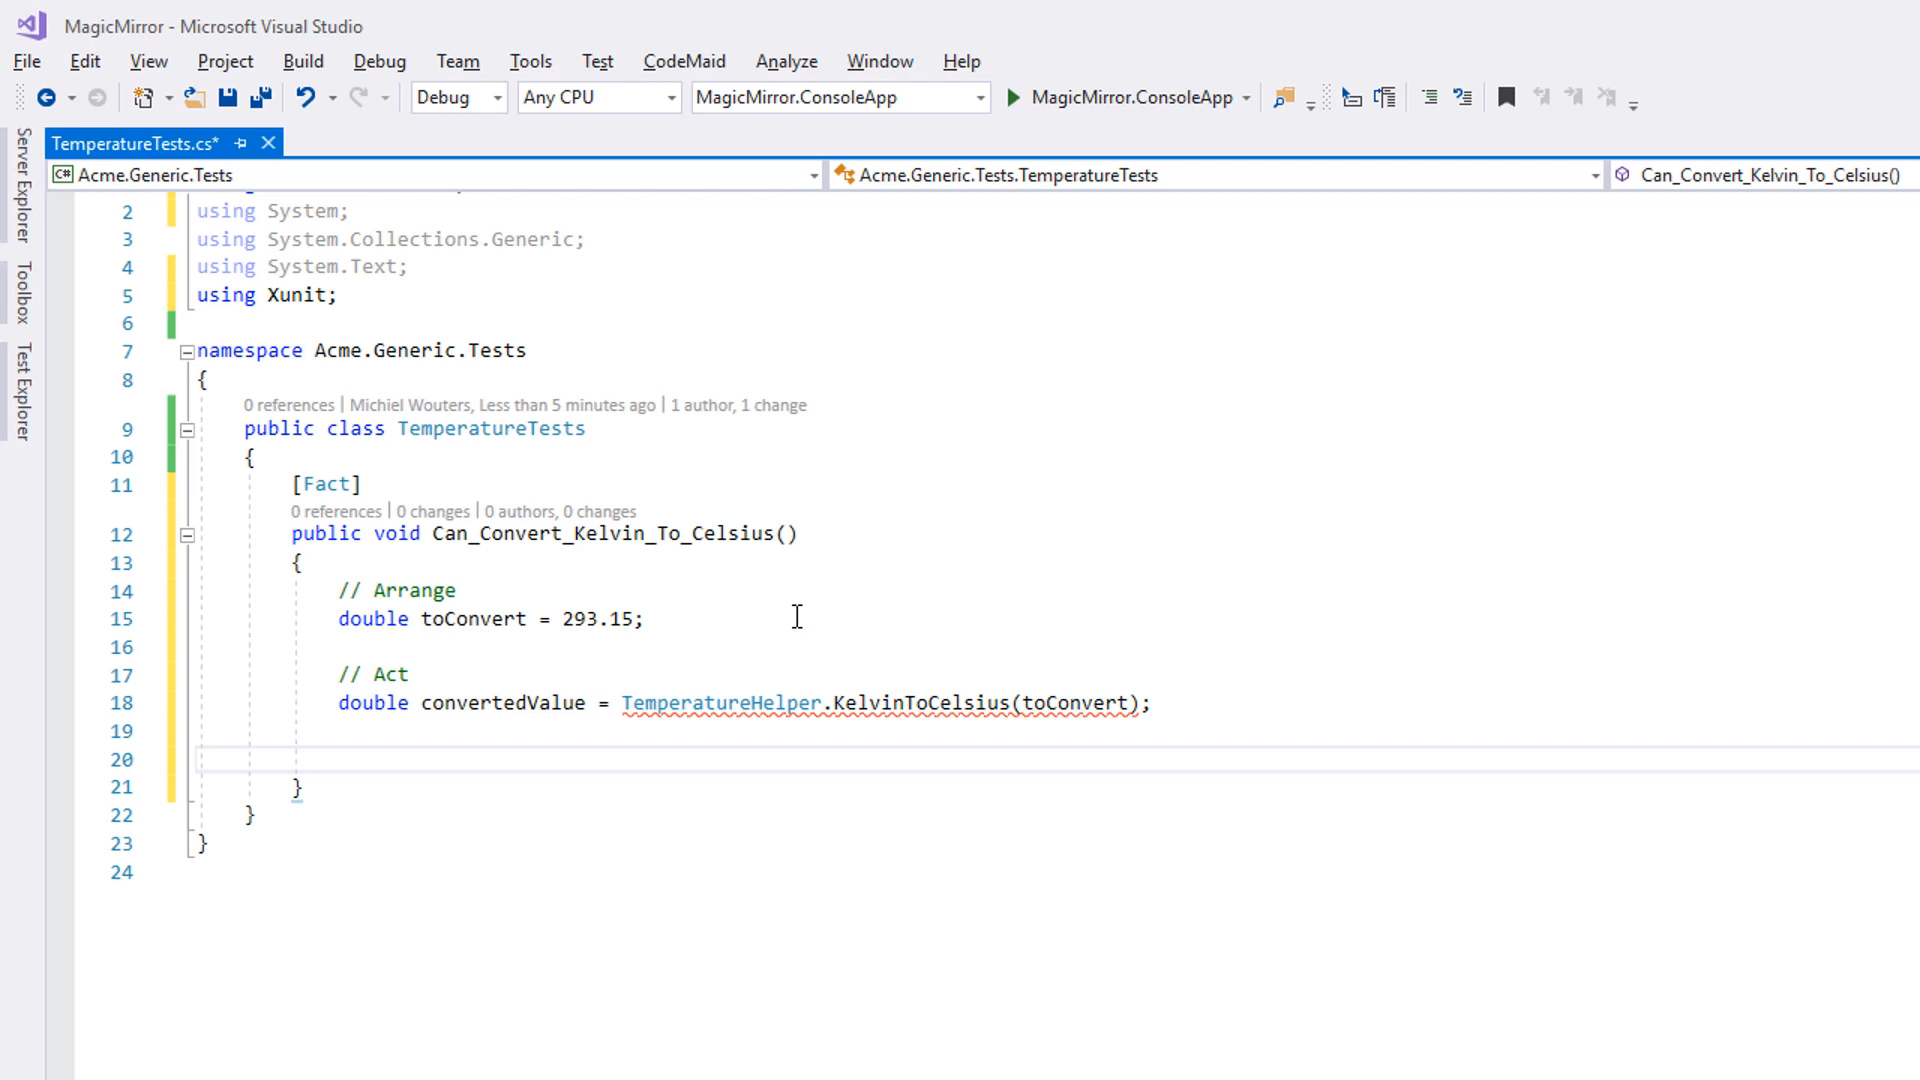 MagicMirror - Microsoft Visual Studio
File Edit View Project Build Debug Team Tools Test CodeMaid Analyze Window Help
Debug Any CPU MagicMirror.ConsoleApp MagicMirror.ConsoleApp
Server Explorer
Toolbox
Test Explorer
TemperatureTests.cs*
C# Acme.Generic.Tests Acme.Generic.Tests.TemperatureTests Can_Convert_Kelvin_To_Celsius()
2 using System;
3 using System.Collections.Generic;
4 using System.Text;
5 using Xunit;
6
7 namespace Acme.Generic.Tests
8 {
0 references | Michiel Wouters, Less than 5 minutes ago | 1 author, 1 change
9 public class TemperatureTests
10 {
11 [Fact]
0 references | 0 changes | 0 authors, 0 changes
12 public void Can_Convert_Kelvin_To_Celsius()
13 {
14 // Arrange
15 double toConvert = 293.15;
16
17 // Act
18 double convertedValue = TemperatureHelper.KelvinToCelsius(toConvert);
19
20
21 }
22 }
23 }
24